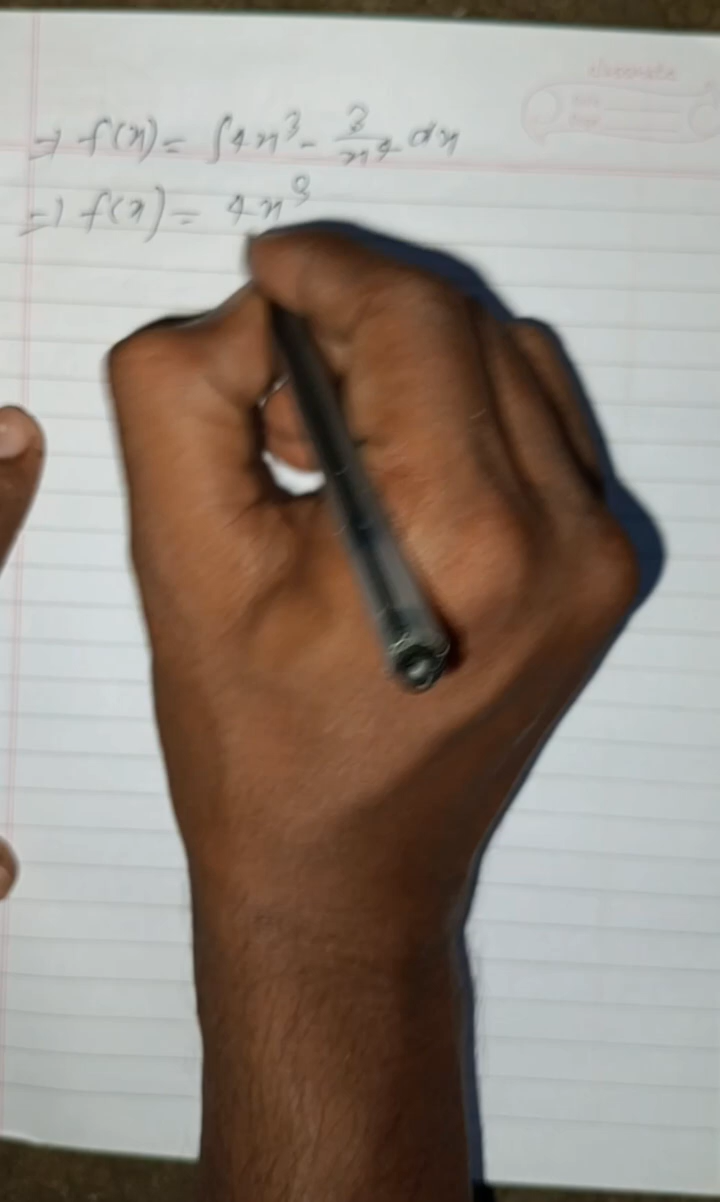 ⇒ f(x) = ∫4x³ - 3/x⁴ dx
⇒ f(x) = 4x³